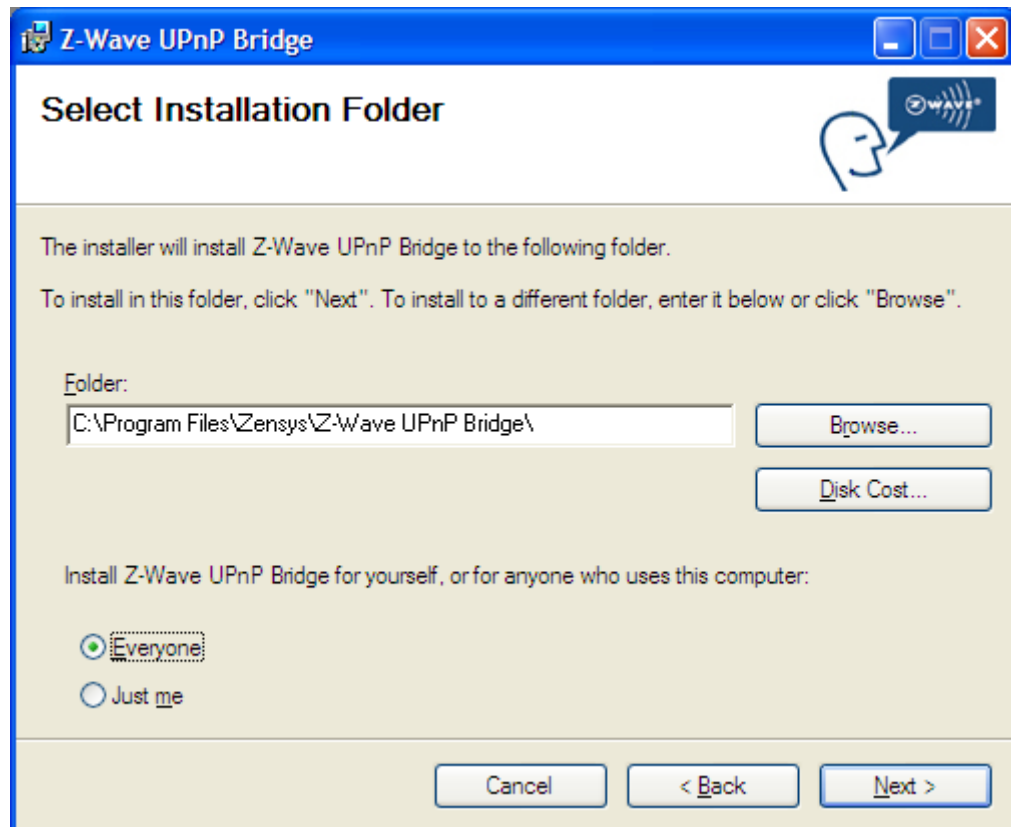 Z-Wave UPnP Bridge
Select Installation Folder
Z WAVE®
The installer will install Z-Wave UPnP Bridge to the following folder.
To install in this folder, click "Next". To install to a different folder, enter it below or click "Browse".
Folder:
C:\Program Files\Zensys\Z-Wave UPnP Bridge\
Browse...
Disk Cost...
Install Z-Wave UPnP Bridge for yourself, or for anyone who uses this computer:
Everyone
Just me
Cancel
< Back
Next >